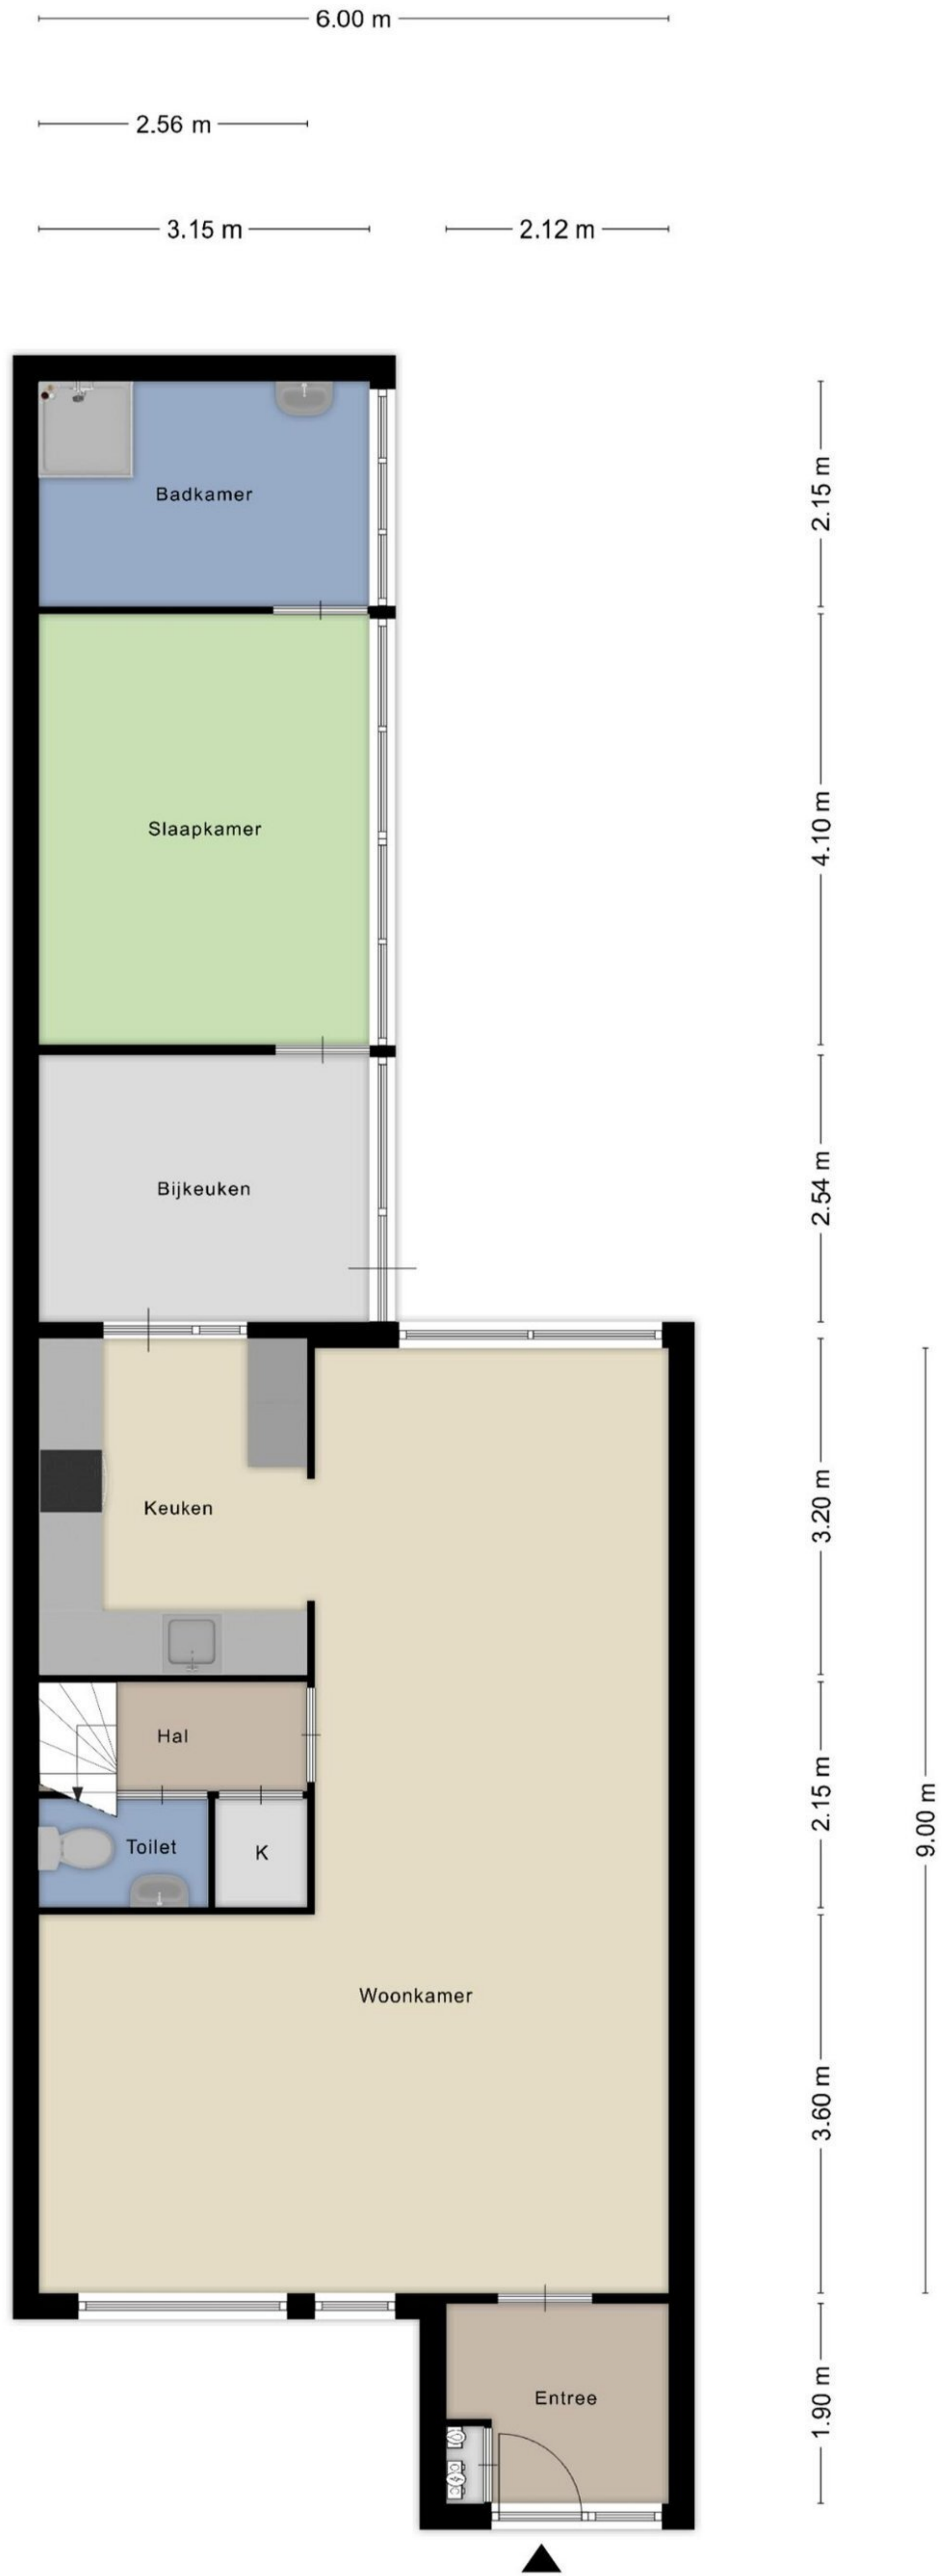 6.00 m
2.56 m
3.15 m
2.12 m
Badkamer
2.15 m
Slaapkamer
4.10 m
Bijkeuken
2.54 m
Keuken
3.20 m
Hal
2.15 m
9.00 m
Toilet
K
Woonkamer
3.60 m
Entree
1.90 m